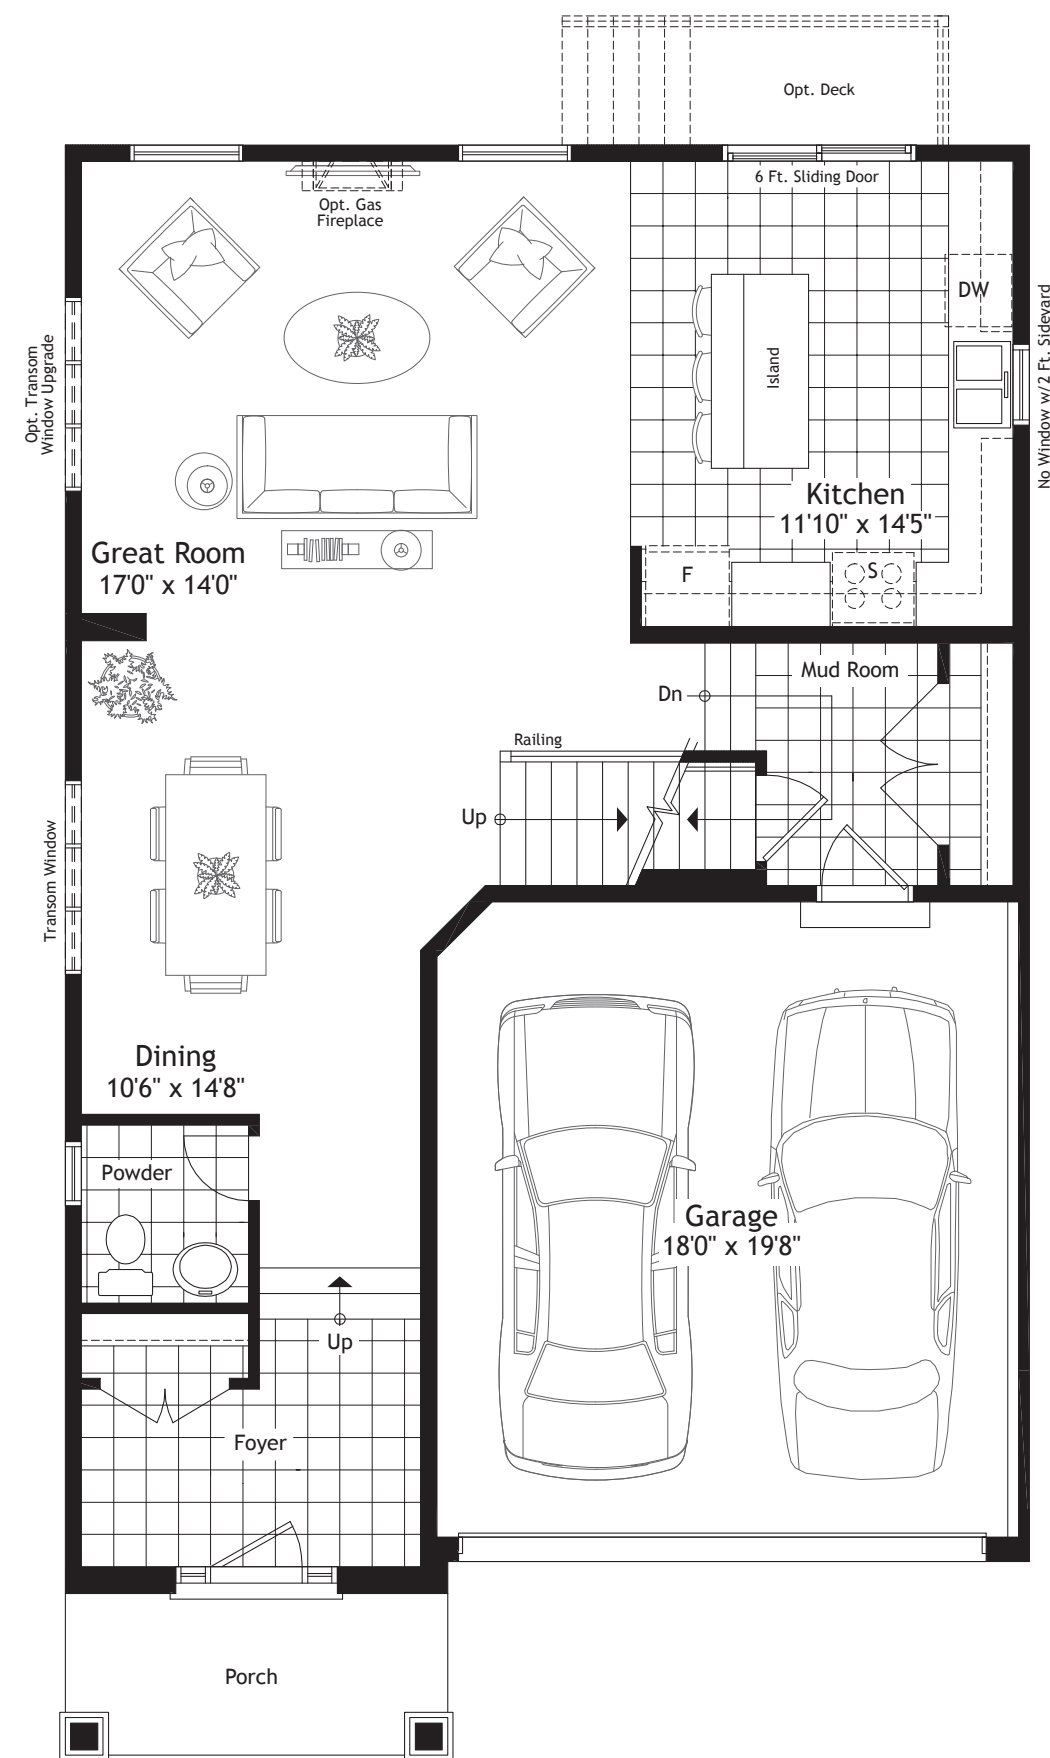 Opt. Deck
6 Ft. Sliding Door
Opt. Gas
Fireplace
DW
No Window w/2 Ft. Sideyard
Island
Opt. Transom
Window Upgrade
Kitchen
11'10" x 14'5"
Great Room
17'0" x 14'0"
F
S
Mud Room
Dn
Railing
Up
Transom Window
Dining
10'6" x 14'8"
Powder
Garage
18'0" x 19'8"
Up
Foyer
Porch